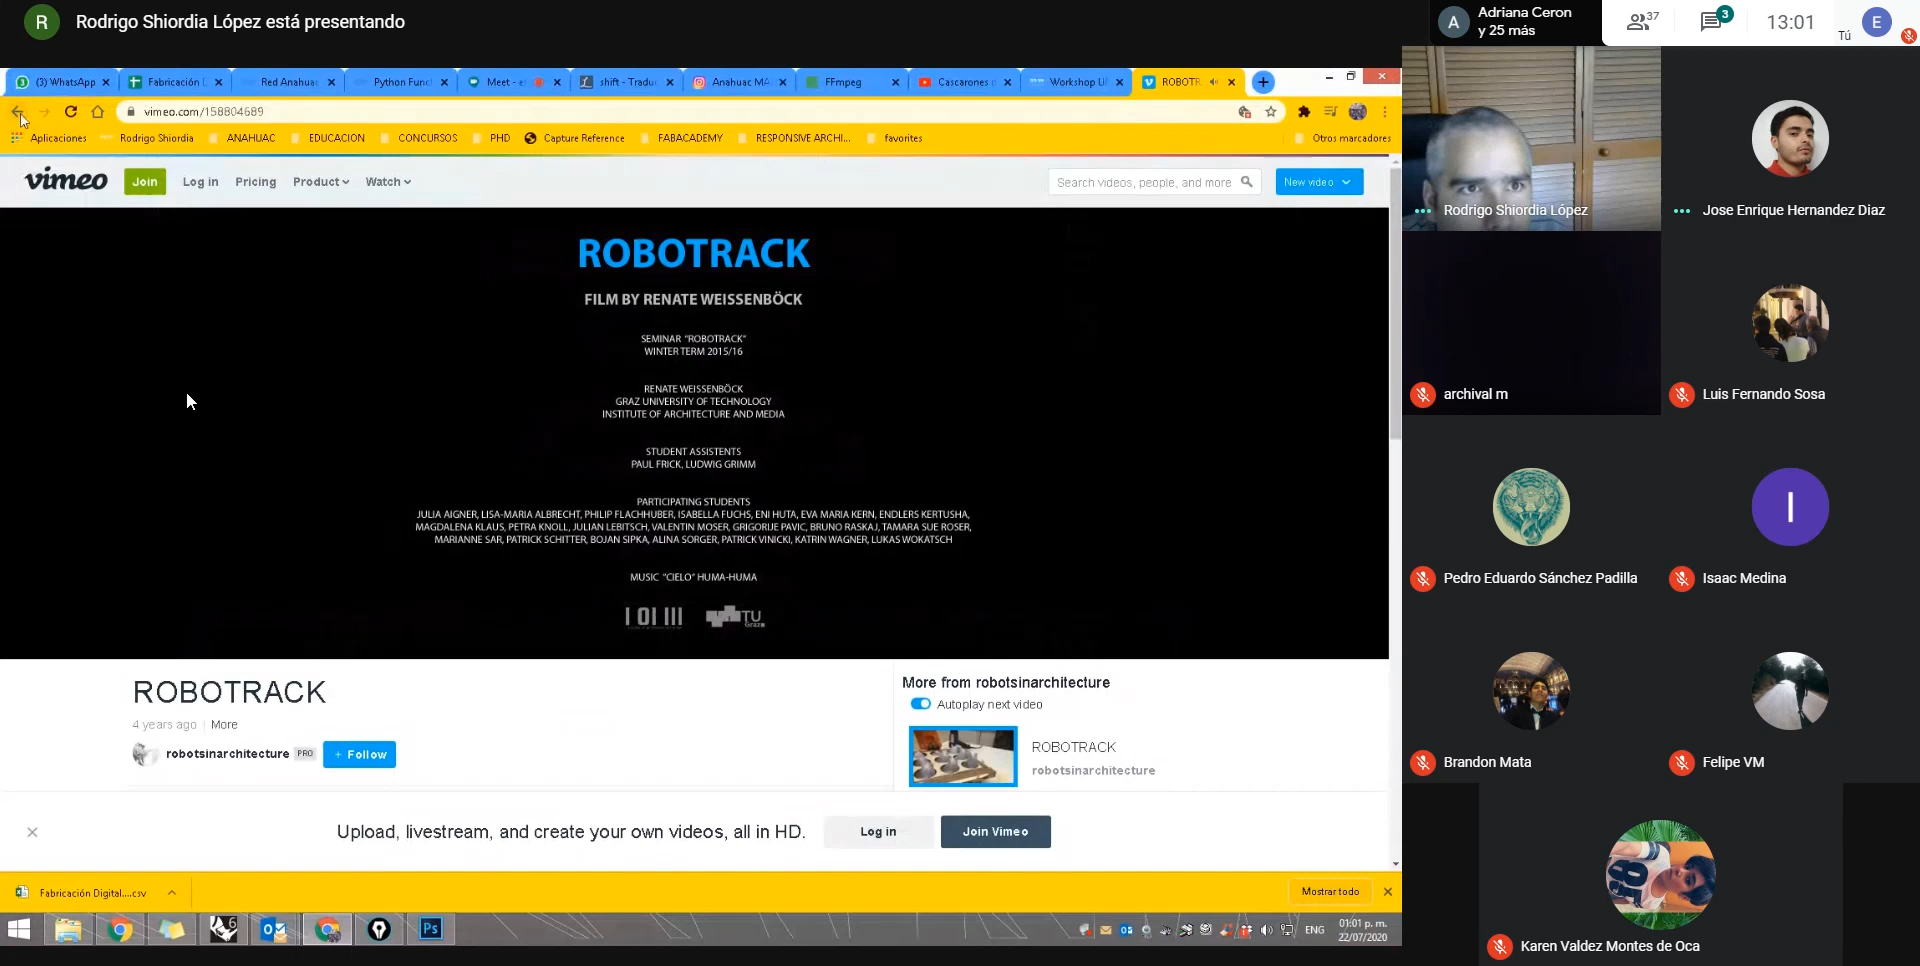 R
Rodrigo Shiordia López está presentando
A
Adriana Ceron
y 25 más
37
3
13:01
Tú
E
(3) WhatsApp
Fabricación D
Red Anahuac
Python Func
Meet - e
shift - Tradu
Anahuac MA
FFmpeg
Cascarones
Workshop Li
ROBOTR
vimeo.com/158804689
Aplicaciones
Rodrigo Shiordia
ANAHUAC
EDUCACION
CONCURSOS
PHD
Capture Reference
FABACADEMY
RESPONSIVE ARCHI...
favorites
Otros marcadores
vimeo
Join
Log in
Pricing
Product
Watch
Search videos, people, and more
New video
ROBOTRACK
FILM BY RENATE WEISSENBÖCK
SEMINAR "ROBOTRACK"
WINTER TERM 2015/16
RENATE WEISSENBÖCK
GRAZ UNIVERSITY OF TECHNOLOGY
INSTITUTE OF ARCHITECTURE AND MEDIA
STUDENT ASSISTENTS
PAUL FRICK, LUDWIG GRIMM
PARTICIPATING STUDENTS
JULIA AIGNER, LISA-MARIA ALBRECHT, PHILIP FLACHHUBER, ISABELLA FUCHS, ENI HUTA, EVA MARIA KERN, ENDLERS KERTUSHA,
MAGDALENA KLAUS, PETRA KNOLL, JULIAN LEBITSCH, VALENTIN MOSER, GRIGORIJE PAVIC, BRUNO RASKAJ, TAMARA SUE ROSER,
MARIANNE SAR, PATRICK SCHITTER, BOJAN SIPKA, ALINA SORGER, PATRICK VINICKI, KATRIN WAGNER, LUKAS WOKATSCH
MUSIC "CIELO" HUMA-HUMA
TU
Graz
ROBOTRACK
4 years ago
More
robotsinarchitecture
PRO
+ Follow
More from robotsinarchitecture
Autoplay next video
ROBOTRACK
robotsinarchitecture
Upload, livestream, and create your own videos, all in HD.
Log in
Join Vimeo
Fabricación Digital....csv
Mostrar todo
6
Ps
ENG
01:01 p. m.
22/07/2020
Rodrigo Shiordia López
Jose Enrique Hernandez Diaz
archival m
Luis Fernando Sosa
I
Pedro Eduardo Sánchez Padilla
Isaac Medina
Brandon Mata
Felipe VM
Karen Valdez Montes de Oca